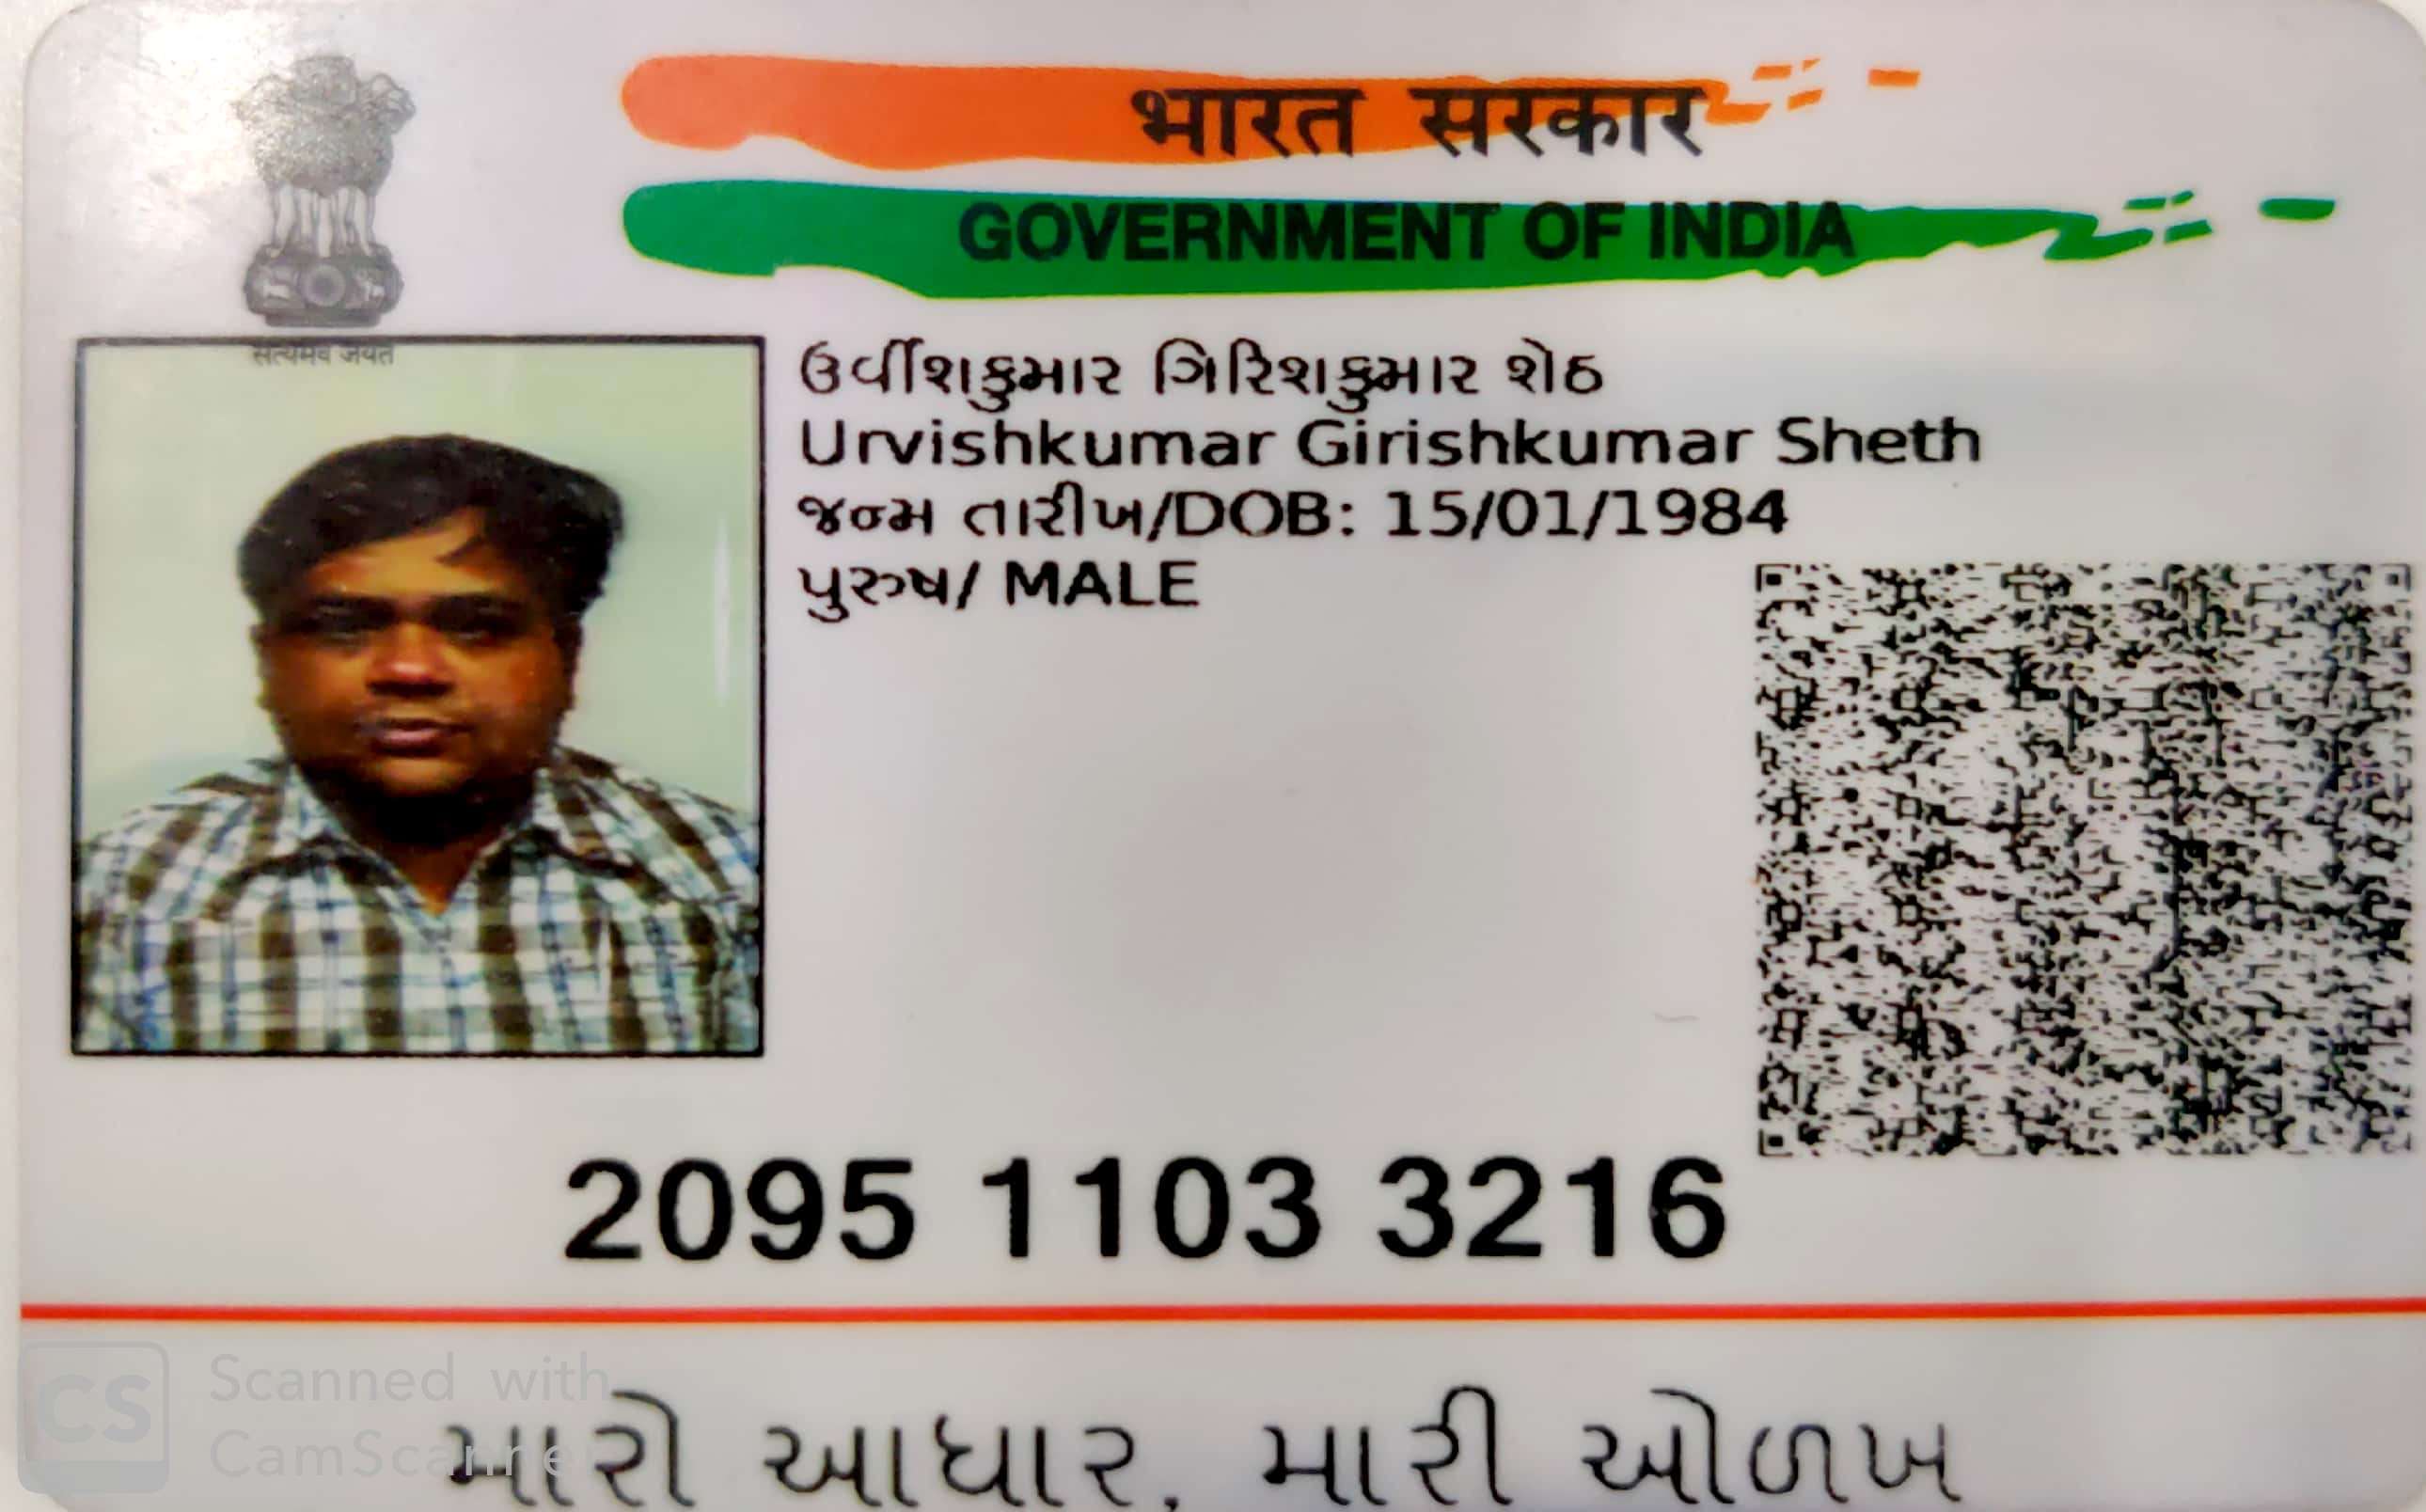 भारत सरकार
GOVERNMENT OF INDIA
सत्यमेव जयते
ઉર્વીશકુમાર ગિરિશકુમાર શેઠ
Urvishkumar Girishkumar Sheth
જન્મ તારીખ/DOB: 15/01/1984
પુરુષ/ MALE
2095 1103 3216
મારો આધાર, મારી ઓળખ
CS
Scanned with
CamScanner